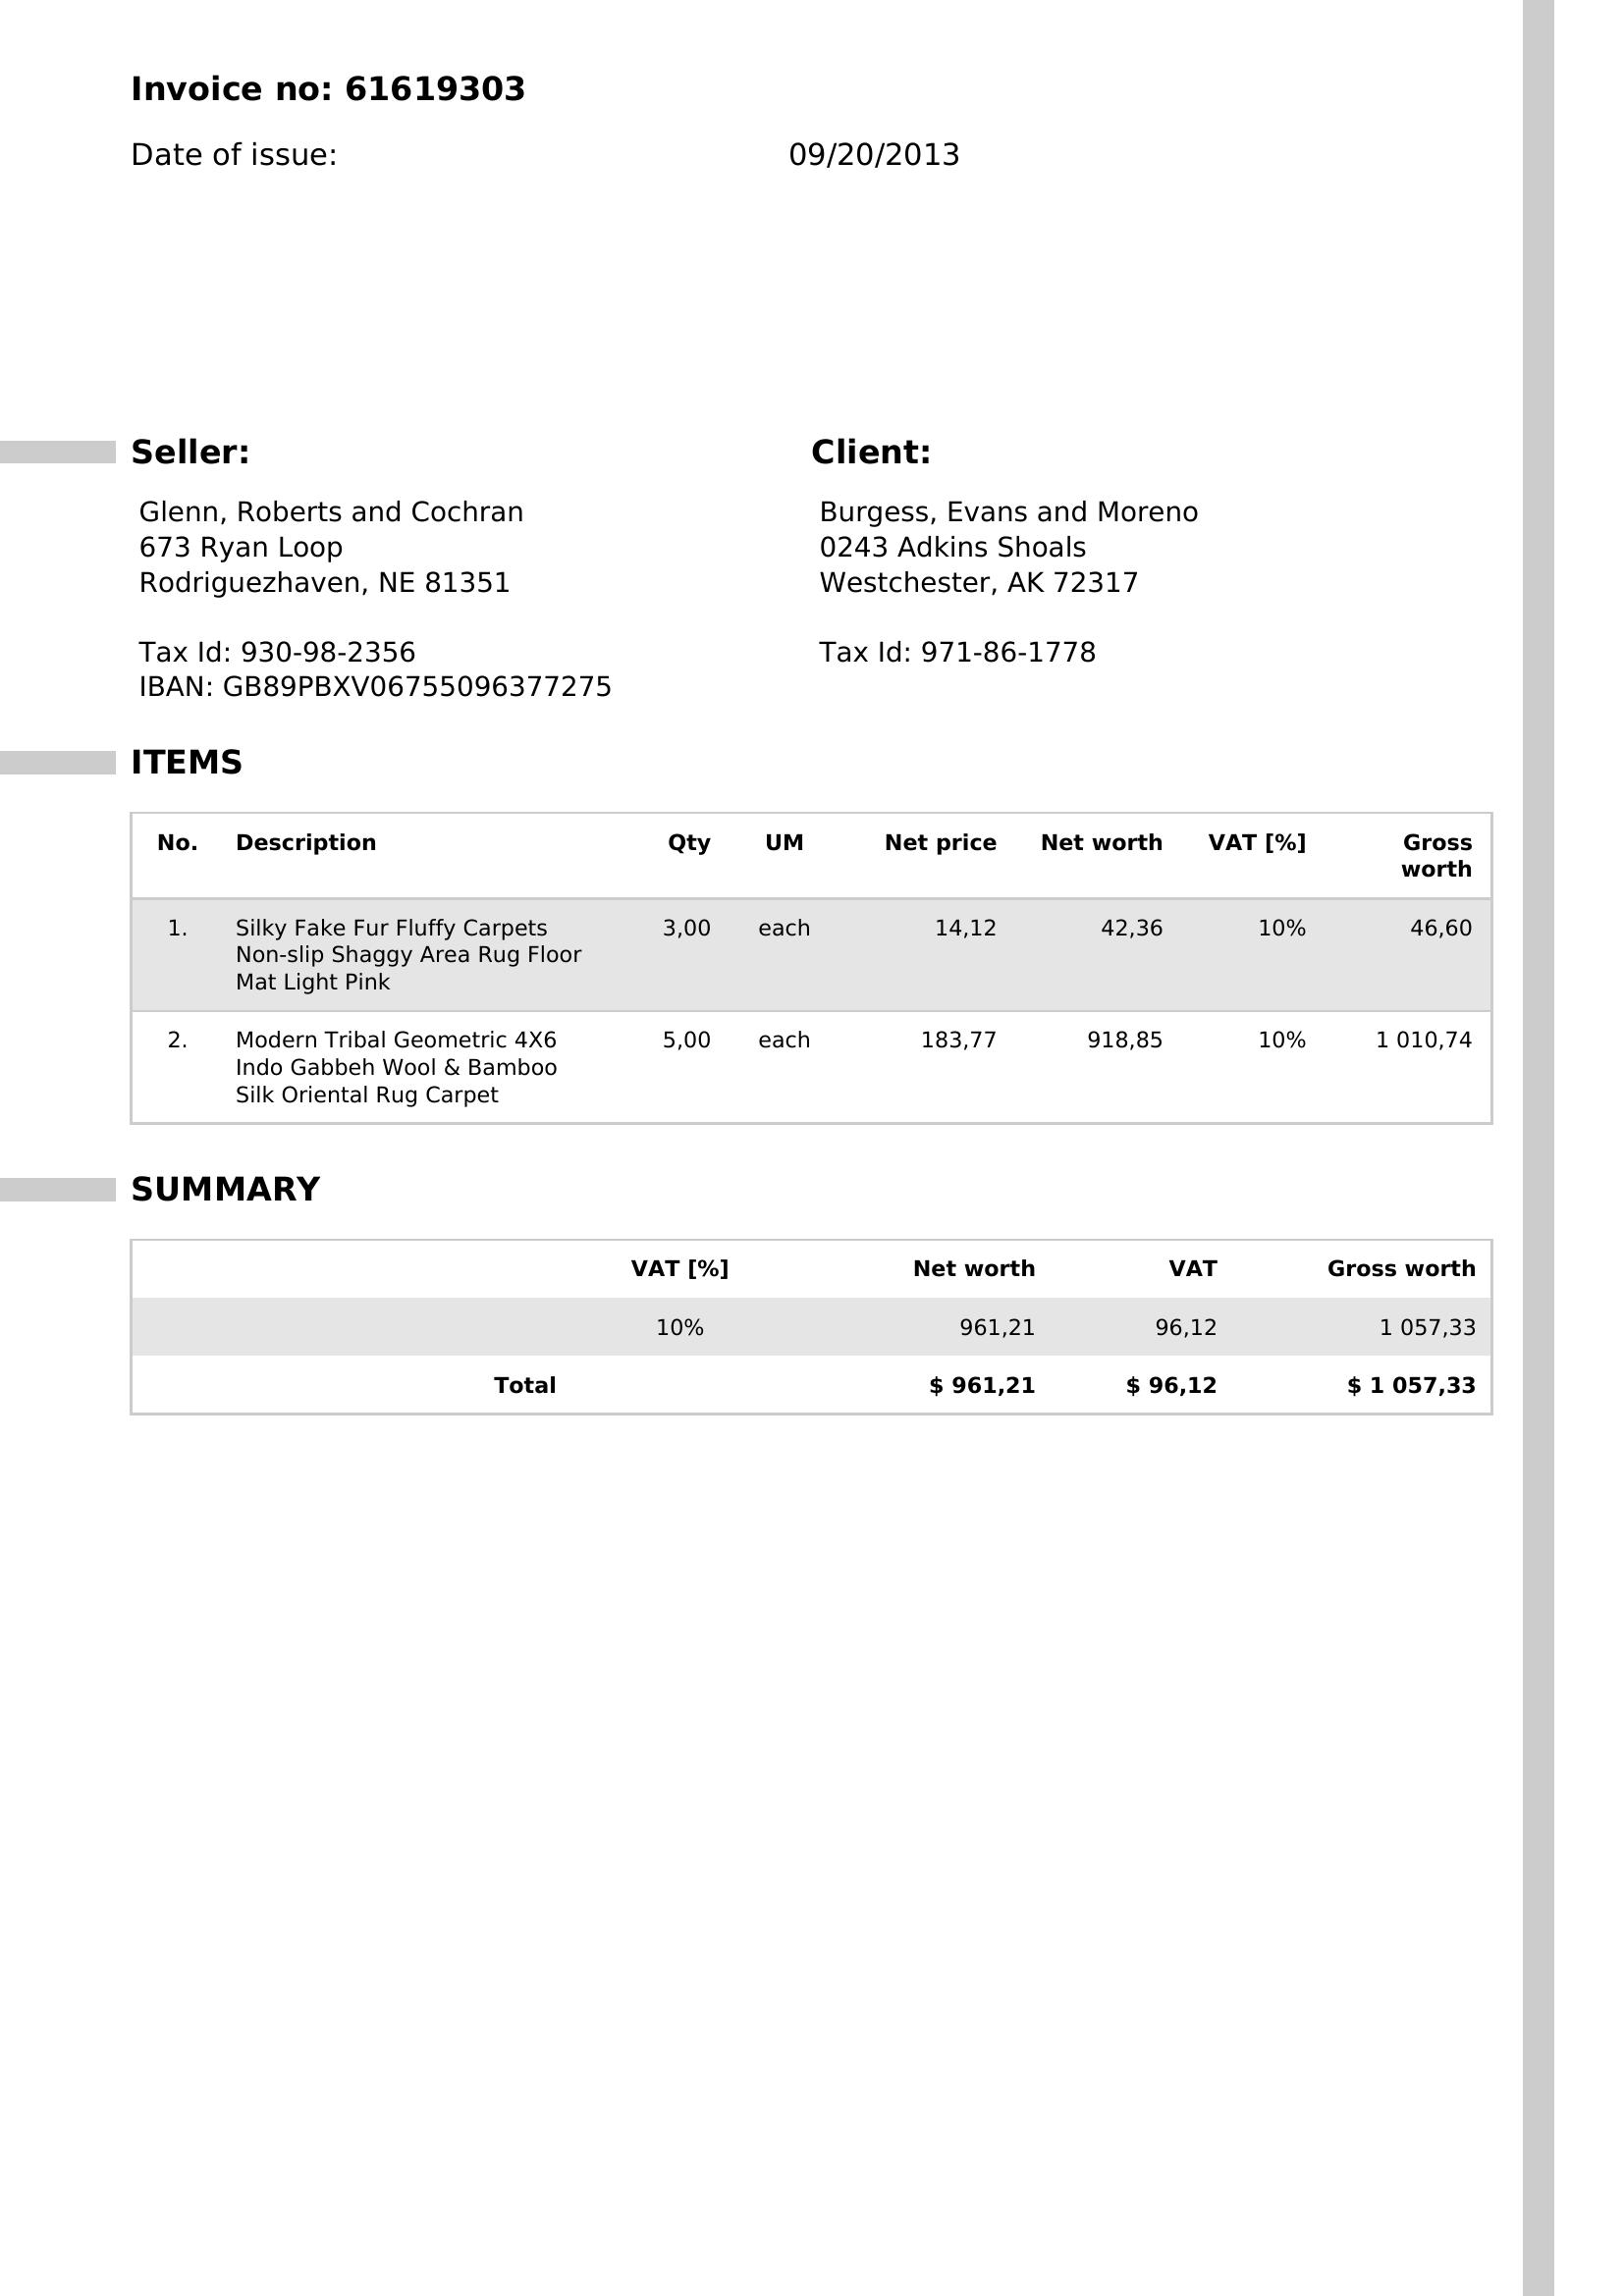 Invoice no: 61619303
Date of issue: 09/20/2013
Seller:
Glenn, Roberts and Cochran
673 Ryan Loop
Rodriguezhaven, NE 81351
Tax Id: 930-98-2356
IBAN: GB89PBXV06755096377275
Client:
Burgess, Evans and Moreno
0243 Adkins Shoals
Westchester, AK 72317
Tax Id: 971-86-1778
ITEMS
No. Description Qty UM Net price Net worth VAT [%] Gross
worth
1. Silky Fake Fur Fluffy Carpets 3,00 each 14,12 42,36 10% 46,60
Non-slip Shaggy Area Rug Floor
Mat Light Pink
2. Modern Tribal Geometric 4X6 5,00 each 183,77 918,85 10% 1 010,74
Indo Gabbeh Wool & Bamboo
Silk Oriental Rug Carpet
SUMMARY
VAT [%] Net worth VAT Gross worth
10% 961,21 96,12 1 057,33
Total $ 961,21 $ 96,12 $ 1 057,33